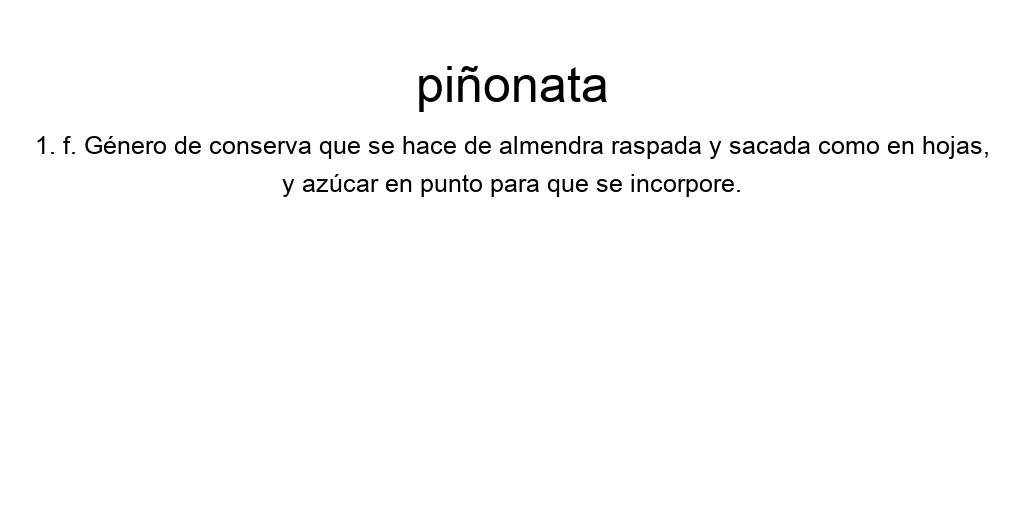 piñonata
1. f. Género de conserva que se hace de almendra raspada y sacada como en hojas,
y azúcar en punto para que se incorpore.